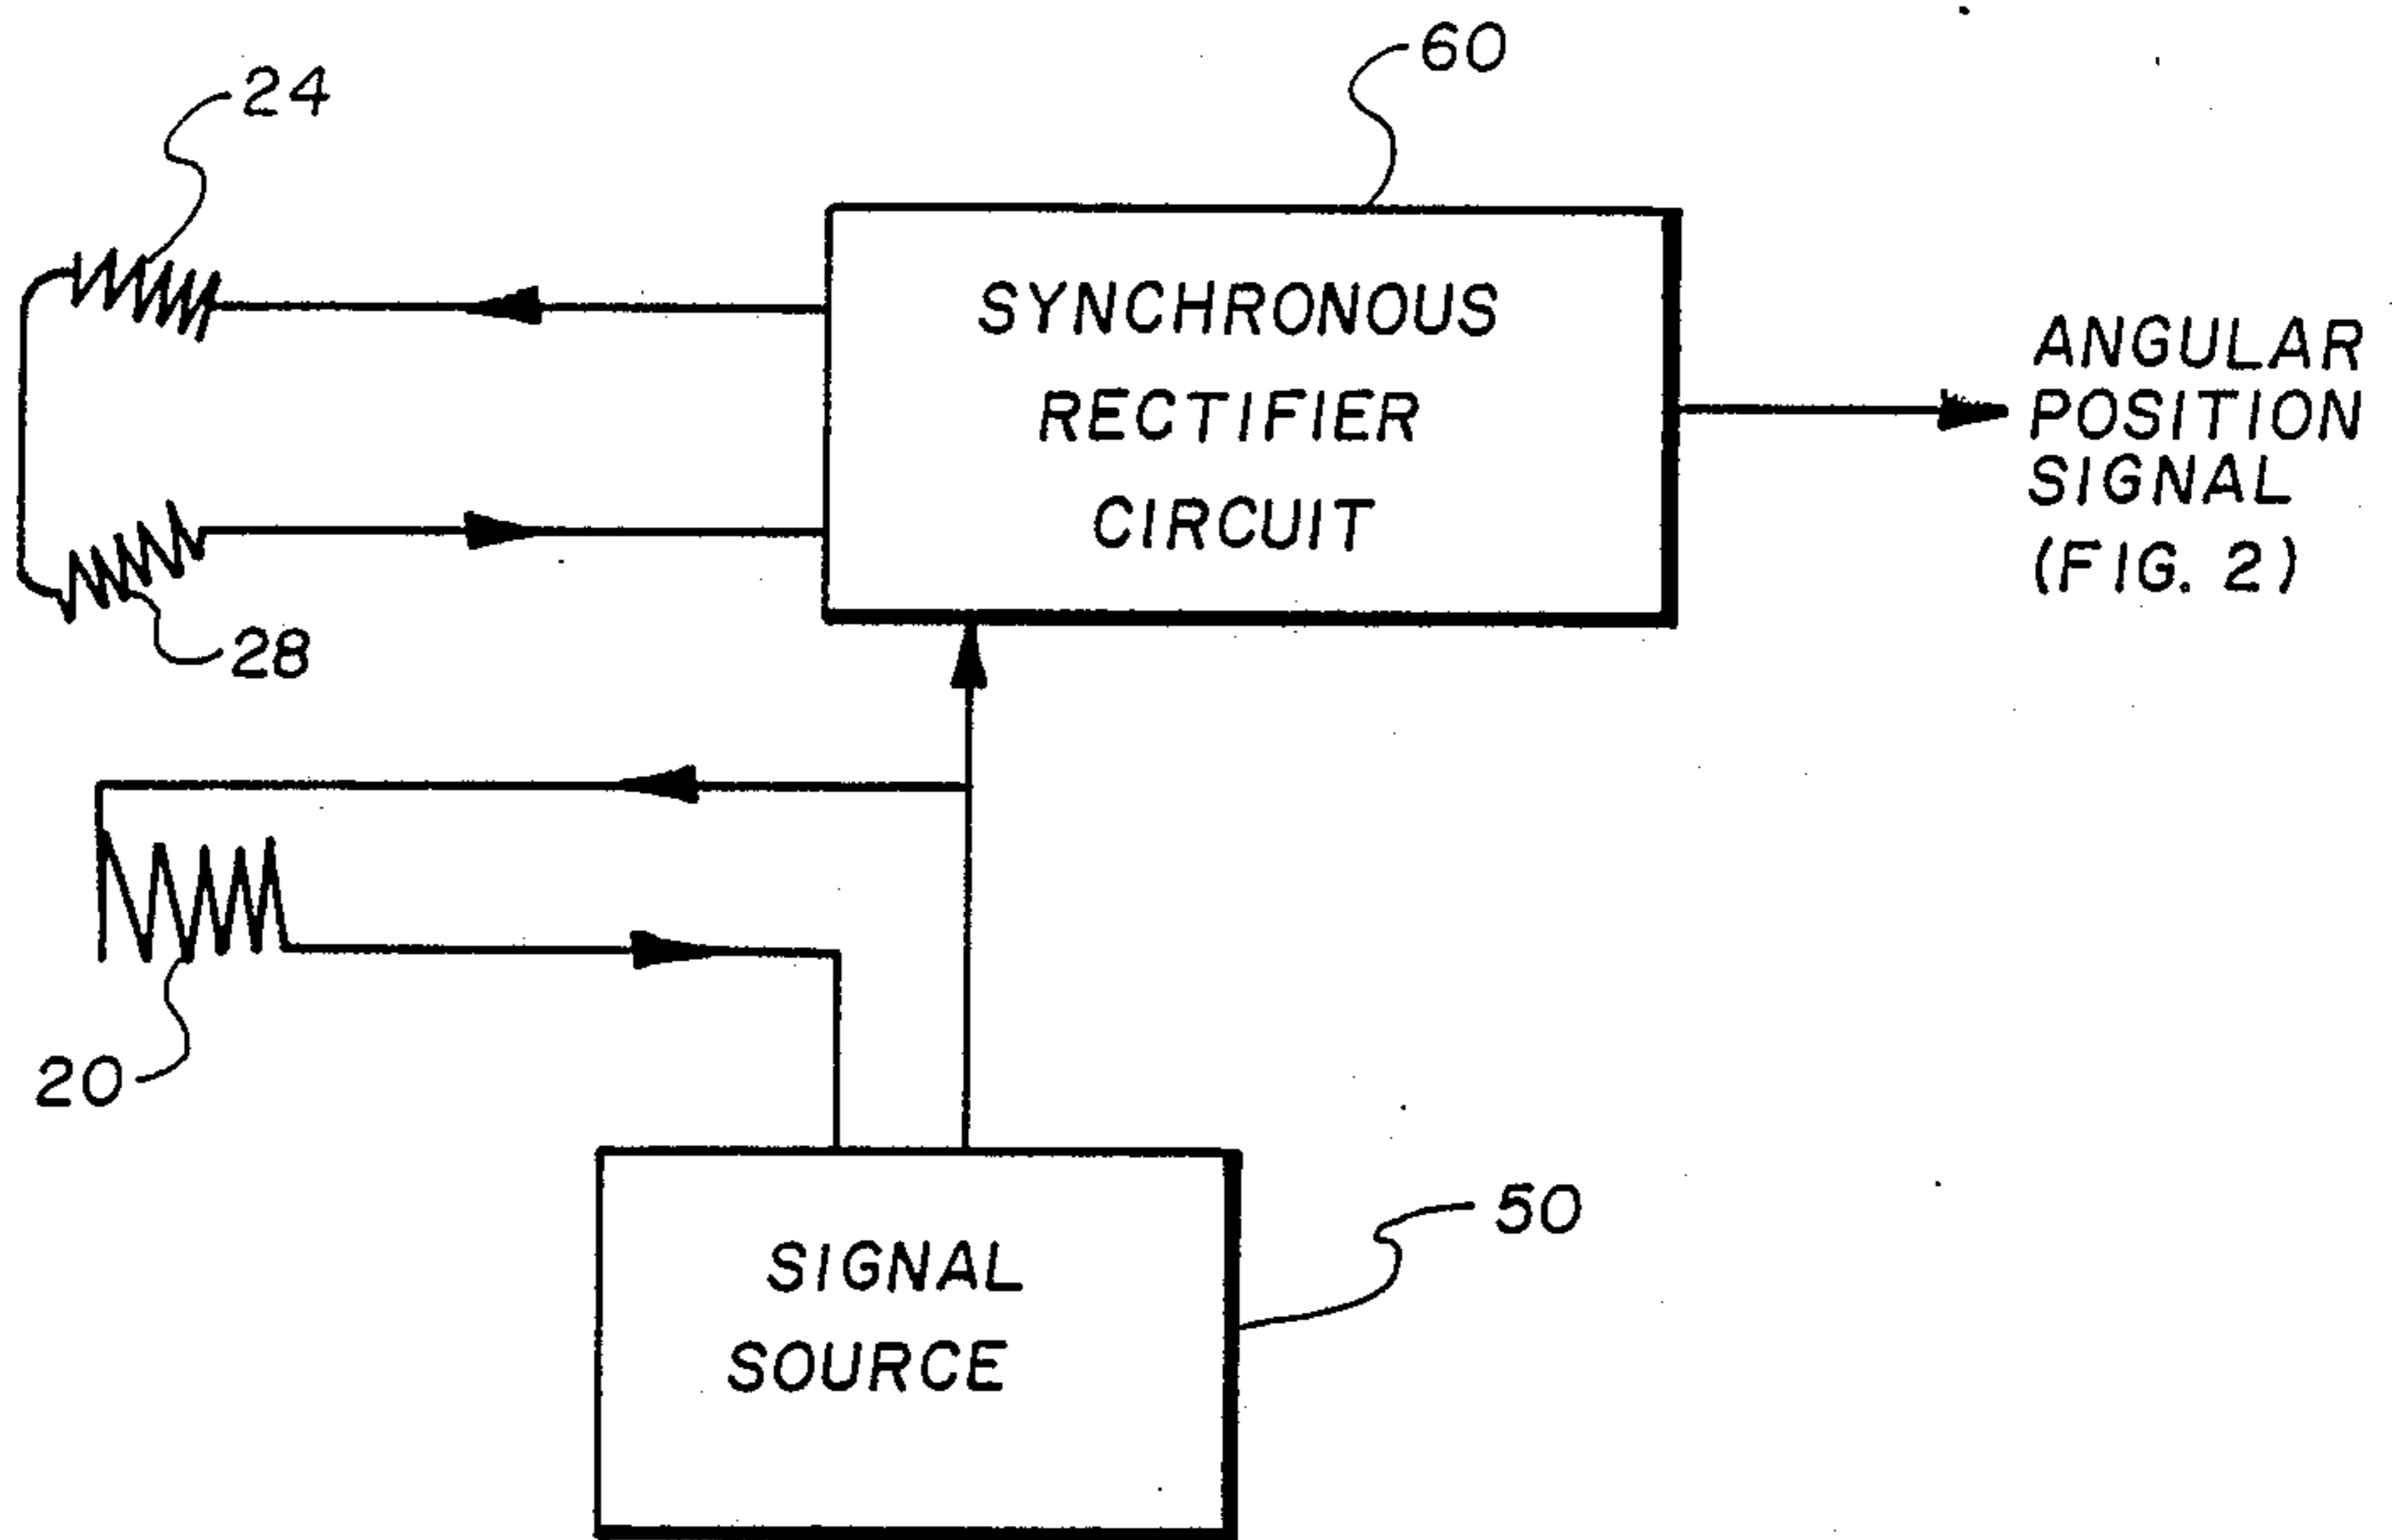 24
60
SYNCHRONOUS
RECTIFIER
CIRCUIT
ANGULAR
POSITION
SIGNAL
(FIG. 2)
28
20
50
SIGNAL
SOURCE